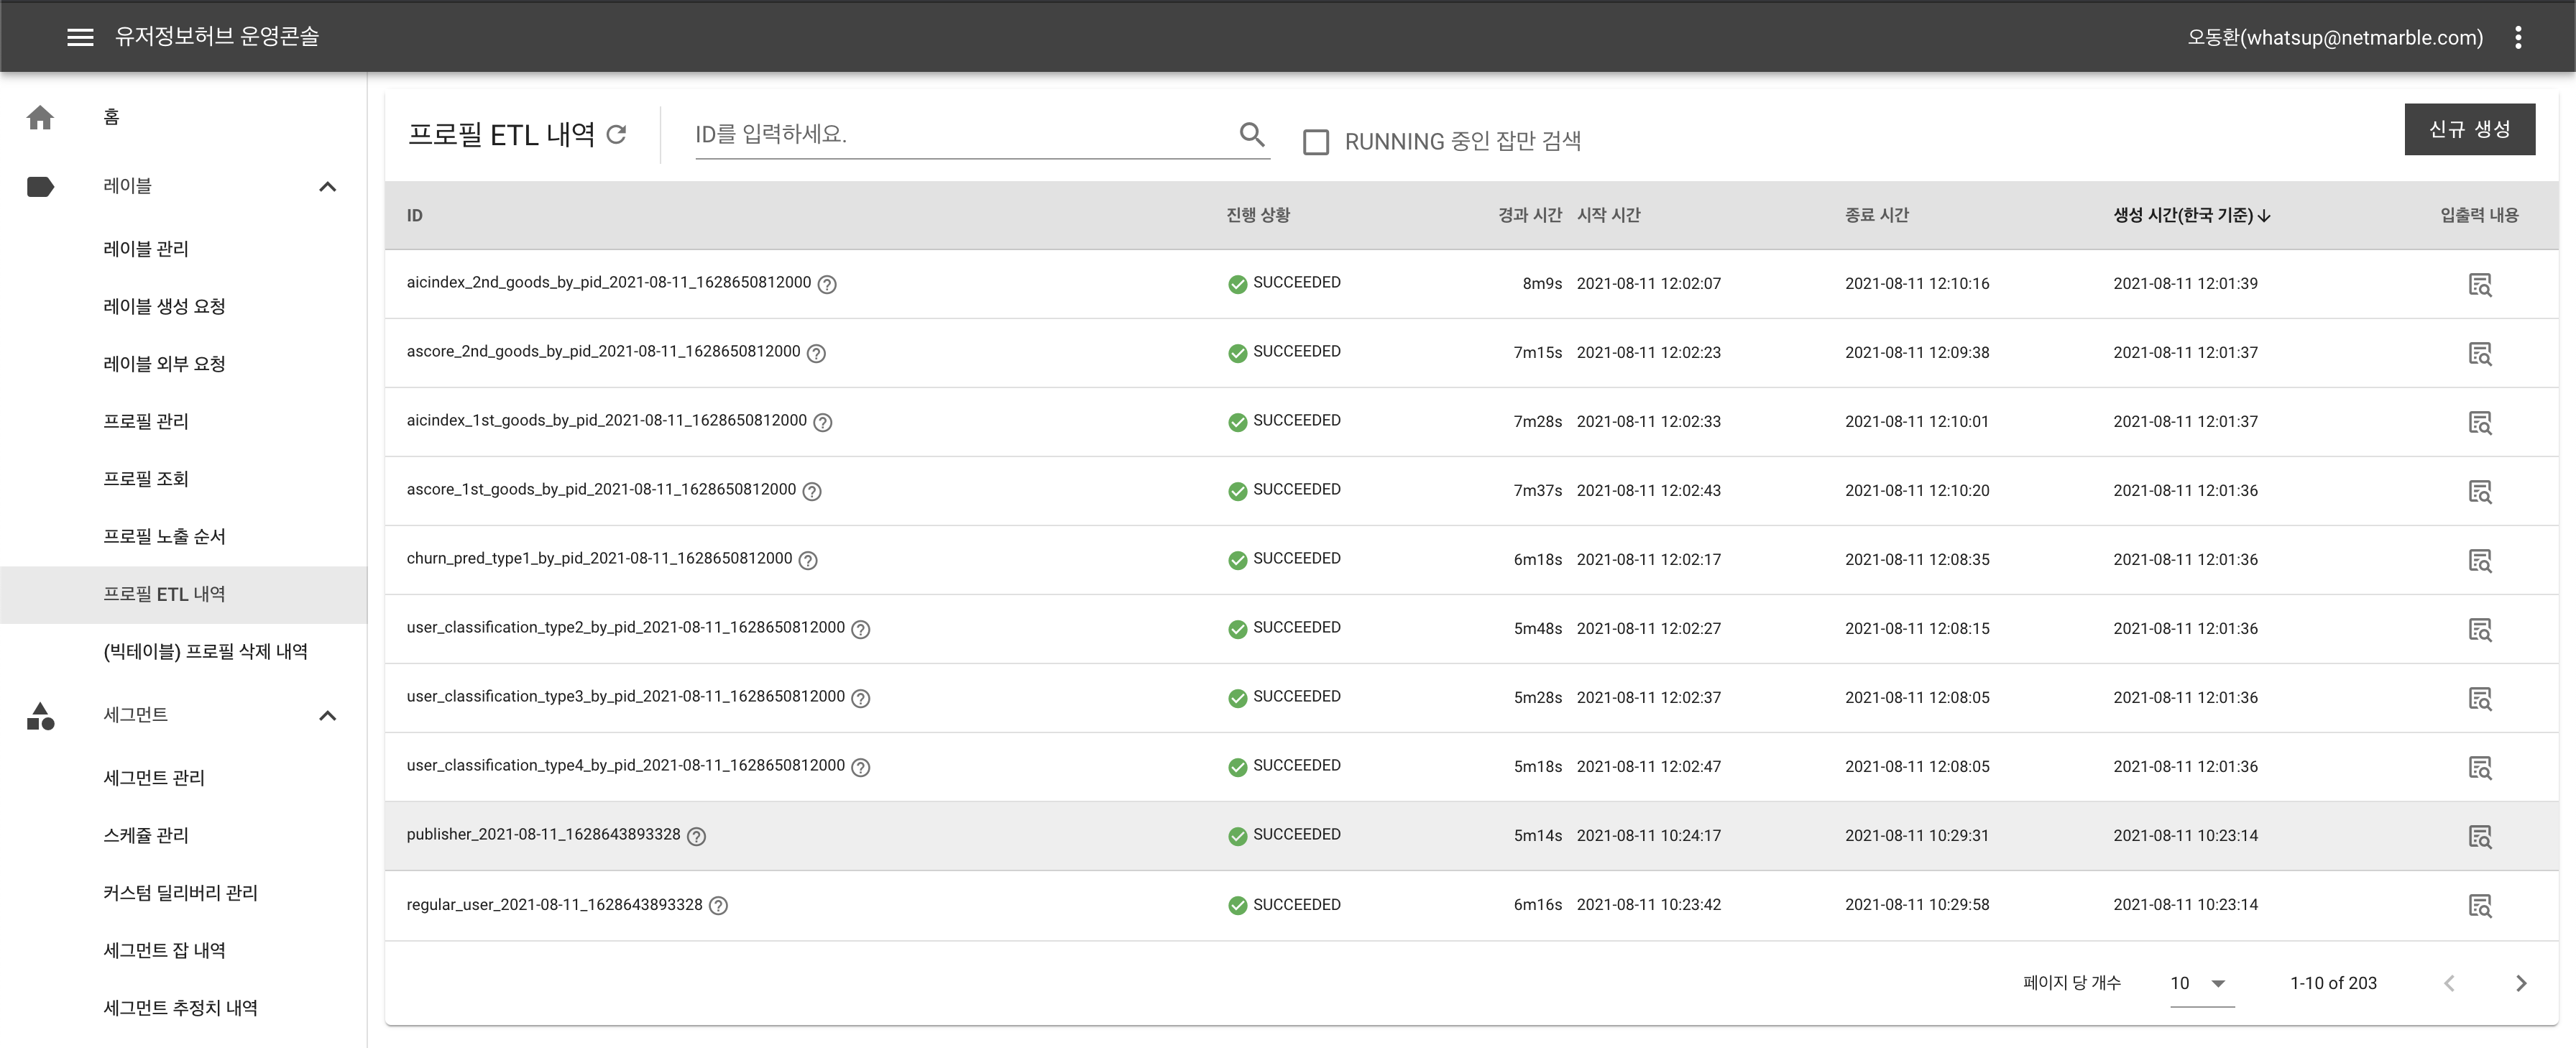 유저정보허브 운영콘솔
오동환(whatsup@netmarble.com)
홈
레이블
레이블 관리
레이블 생성 요청
레이블 외부 요청
프로필 관리
프로필 조회
프로필 노출 순서
프로필 ETL 내역
(빅테이블) 프로필 삭제 내역
세그먼트
세그먼트 관리
스케쥴 관리
커스텀 딜리버리 관리
세그먼트 잡 내역
세그먼트 추정치 내역
프로필 ETL 내역
ID를 입력하세요.
RUNNING 중인 잡만 검색
신규 생성
ID 진행 상황 경과 시간 시작 시간 종료 시간 생성 시간(한국 기준) 입출력 내용
aicindex_2nd_goods_by_pid_2021-08-11_1628650812000 SUCCEEDED 8m9s 2021-08-11 12:02:07 2021-08-11 12:10:16 2021-08-11 12:01:39
ascore_2nd_goods_by_pid_2021-08-11_1628650812000 SUCCEEDED 7m15s 2021-08-11 12:02:23 2021-08-11 12:09:38 2021-08-11 12:01:37
aicindex_1st_goods_by_pid_2021-08-11_1628650812000 SUCCEEDED 7m28s 2021-08-11 12:02:33 2021-08-11 12:10:01 2021-08-11 12:01:37
ascore_1st_goods_by_pid_2021-08-11_1628650812000 SUCCEEDED 7m37s 2021-08-11 12:02:43 2021-08-11 12:10:20 2021-08-11 12:01:36
churn_pred_type1_by_pid_2021-08-11_1628650812000 SUCCEEDED 6m18s 2021-08-11 12:02:17 2021-08-11 12:08:35 2021-08-11 12:01:36
user_classification_type2_by_pid_2021-08-11_1628650812000 SUCCEEDED 5m48s 2021-08-11 12:02:27 2021-08-11 12:08:15 2021-08-11 12:01:36
user_classification_type3_by_pid_2021-08-11_1628650812000 SUCCEEDED 5m28s 2021-08-11 12:02:37 2021-08-11 12:08:05 2021-08-11 12:01:36
user_classification_type4_by_pid_2021-08-11_1628650812000 SUCCEEDED 5m18s 2021-08-11 12:02:47 2021-08-11 12:08:05 2021-08-11 12:01:36
publisher_2021-08-11_1628643893328 SUCCEEDED 5m14s 2021-08-11 10:24:17 2021-08-11 10:29:31 2021-08-11 10:23:14
regular_user_2021-08-11_1628643893328 SUCCEEDED 6m16s 2021-08-11 10:23:42 2021-08-11 10:29:58 2021-08-11 10:23:14
페이지 당 개수 10 1-10 of 203